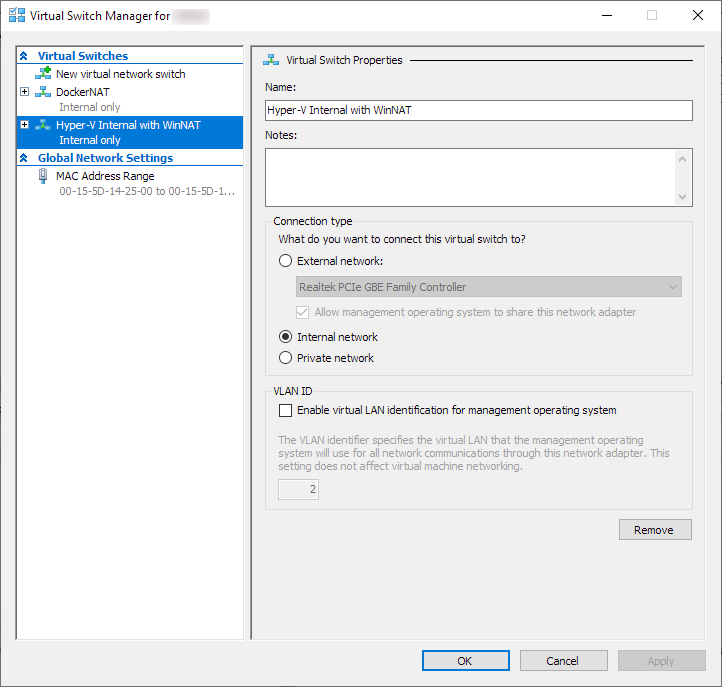 Virtual Switch Manager for
Virtual Switches
New virtual network switch
DockerNAT
Internal only
Hyper-V Internal with WinNAT
Internal only
Global Network Settings
MAC Address Range
00-15-5D-14-25-00 to 00-15-5D-1...
Virtual Switch Properties
Name:
Hyper-V Internal with WinNAT
Notes:
Connection type
What do you want to connect this virtual switch to?
External network:
Realtek PCIe GBE Family Controller
Allow management operating system to share this network adapter
Internal network
Private network
VLAN ID
Enable virtual LAN identification for management operating system
The VLAN identifier specifies the virtual LAN that the management operating
system will use for all network communications through this network adapter. This
setting does not affect virtual machine networking.
2
Remove
OK
Cancel
Apply